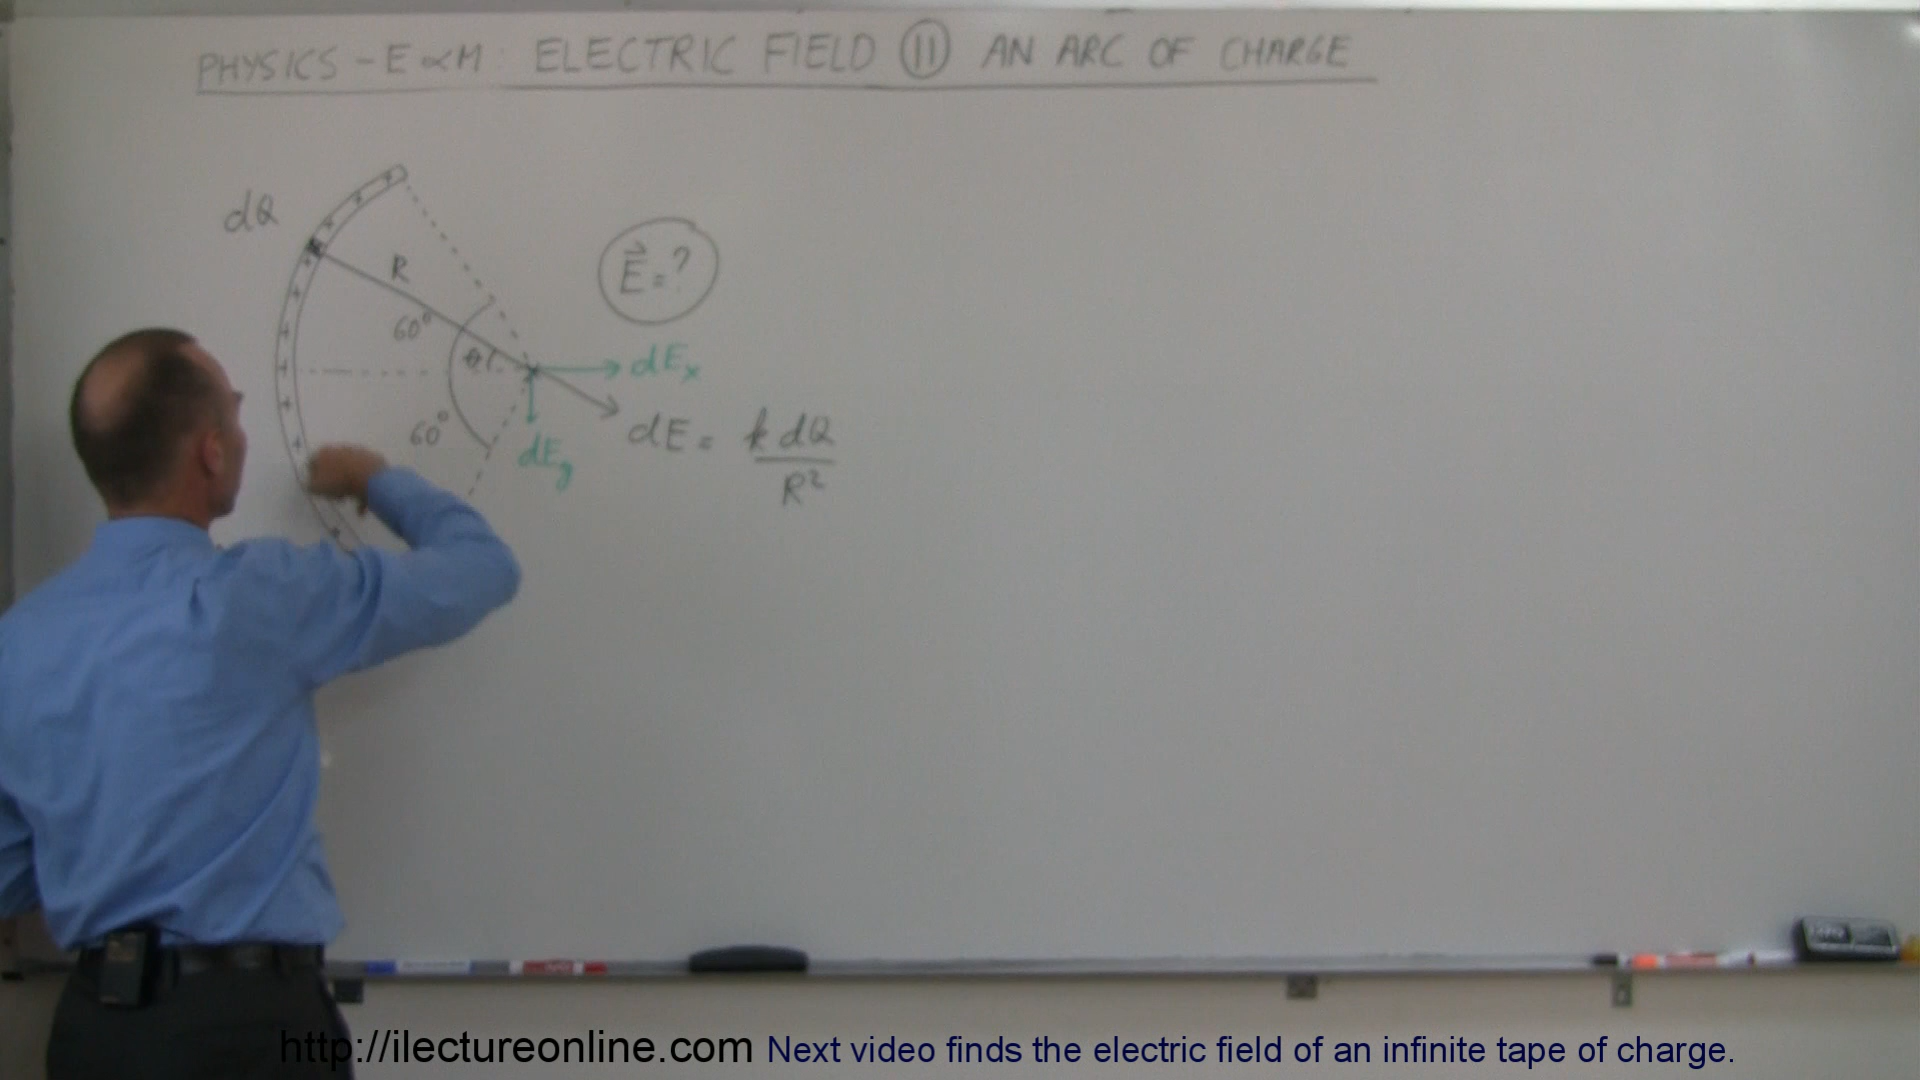 PHYSICS - E & M : ELECTRIC FIELD ⑪ AN ARC OF CHARGE
dQ
R
E⃗ = ?
60°
θ
dEx
60°
dEy
dE = k dQ / R²
http://ilectureonline.com Next video finds the electric field of an infinite tape of charge.